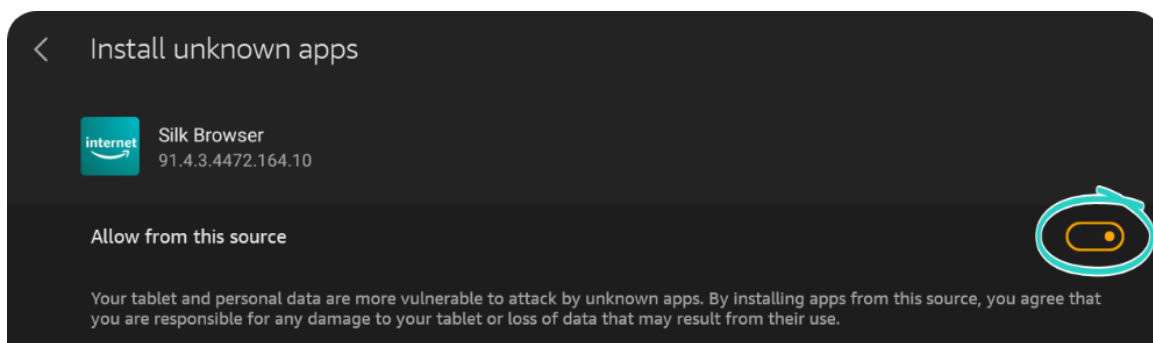 Install unknown apps
internet
Silk Browser
91.4.3.4472.164.10
Allow from this source
Your tablet and personal data are more vulnerable to attack by unknown apps. By installing apps from this source, you agree that
you are responsible for any damage to your tablet or loss of data that may result from their use.